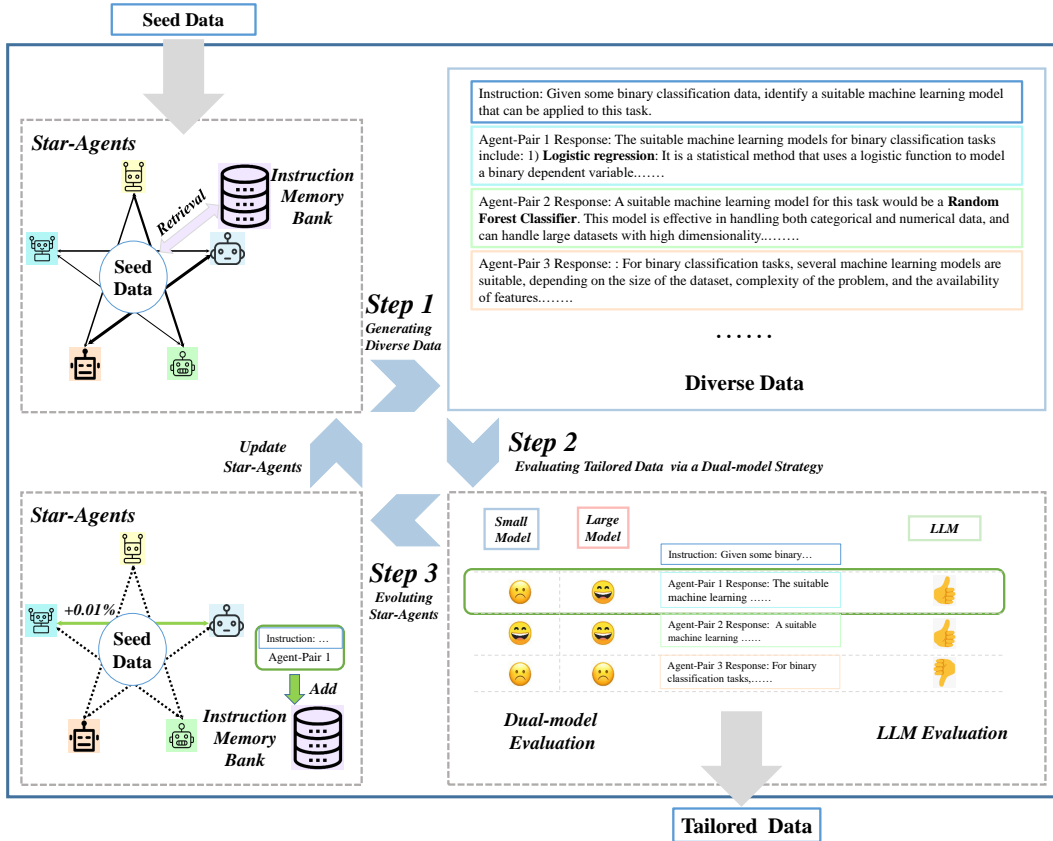 Seed Data
Star-Agents
Instruction
Memory
Bank
Retrieval
Seed
Data
Step 1
Generating
Diverse Data
Instruction: Given some binary classification data, identify a suitable machine learning model
that can be applied to this task.
Agent-Pair 1 Response: The suitable machine learning models for binary classification tasks
include: 1) Logistic regression: It is a statistical method that uses a logistic function to model
a binary dependent variable.……
Agent-Pair 2 Response: A suitable machine learning model for this task would be a Random
Forest Classifier. This model is effective in handling both categorical and numerical data, and
can handle large datasets with high dimensionality...……
Agent-Pair 3 Response: : For binary classification tasks, several machine learning models are
suitable, depending on the size of the dataset, complexity of the problem, and the availability
of features.……
......
Diverse Data
Update
Star-Agents
Step 2
Evaluating Tailored Data via a Dual-model Strategy
Star-Agents
+0.01%
Seed
Data
Instruction: …
Agent-Pair 1
Add
Instruction
Memory
Bank
Step 3
Evoluting
Star-Agents
Small
Model
Large
Model
LLM
Instruction: Given some binary…
Agent-Pair 1 Response: The suitable
machine learning ……
Agent-Pair 2 Response: A suitable
machine learning ……
Agent-Pair 3 Response: For binary
classification tasks,……
Dual-model
Evaluation
LLM Evaluation
Tailored Data